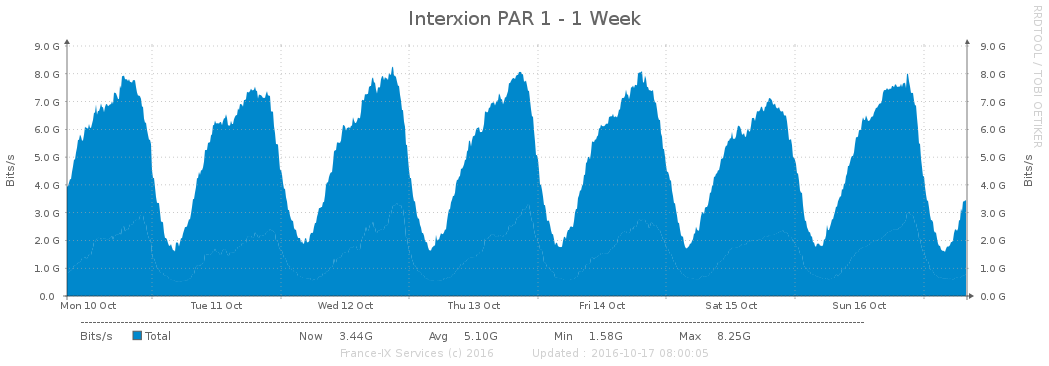 Interxion PAR 1 - 1 Week
RRDTOOL / TOBI OETIKER
Bits/s
9.0 G 9.0 G
8.0 G 8.0 G
7.0 G 7.0 G
6.0 G 6.0 G
5.0 G 5.0 G
4.0 G 4.0 G
3.0 G 3.0 G
2.0 G 2.0 G
1.0 G 1.0 G
0.0 0.0 G
Bits/s
Mon 10 Oct Tue 11 Oct Wed 12 Oct Thu 13 Oct Fri 14 Oct Sat 15 Oct Sun 16 Oct
Bits/s Total Now 3.44G Avg 5.10G Min 1.58G Max 8.25G
France-IX Services (c) 2016 Updated : 2016-10-17 08:00:05